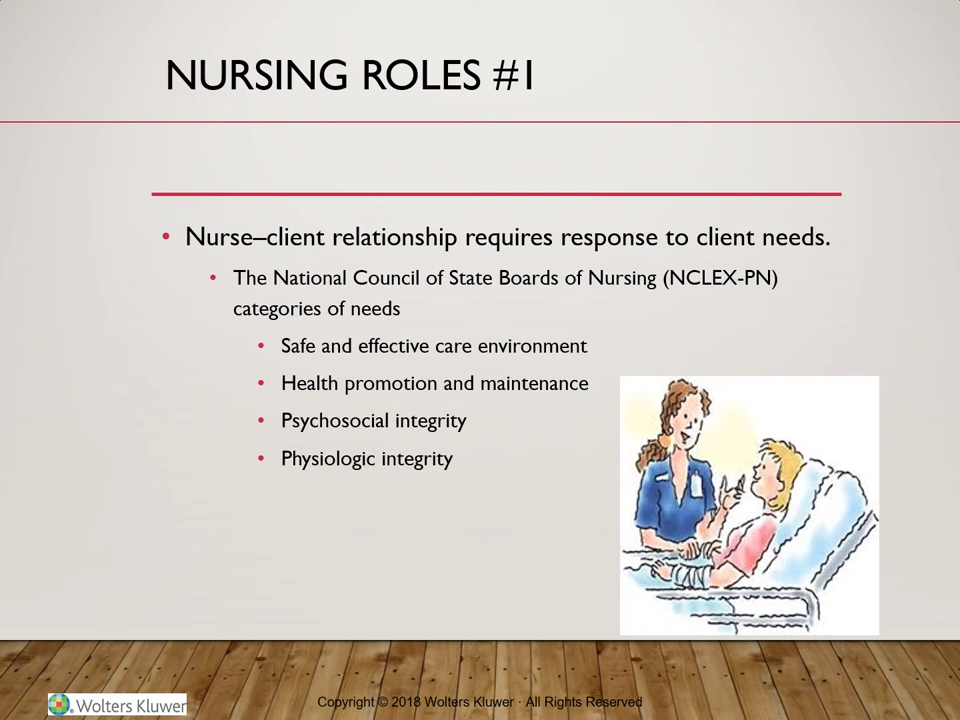 NURSING ROLES #1
• Nurse–client relationship requires response to client needs.
• The National Council of State Boards of Nursing (NCLEX-PN)
categories of needs
• Safe and effective care environment
• Health promotion and maintenance
• Psychosocial integrity
• Physiologic integrity
Wolters Kluwer
Copyright © 2018 Wolters Kluwer · All Rights Reserved